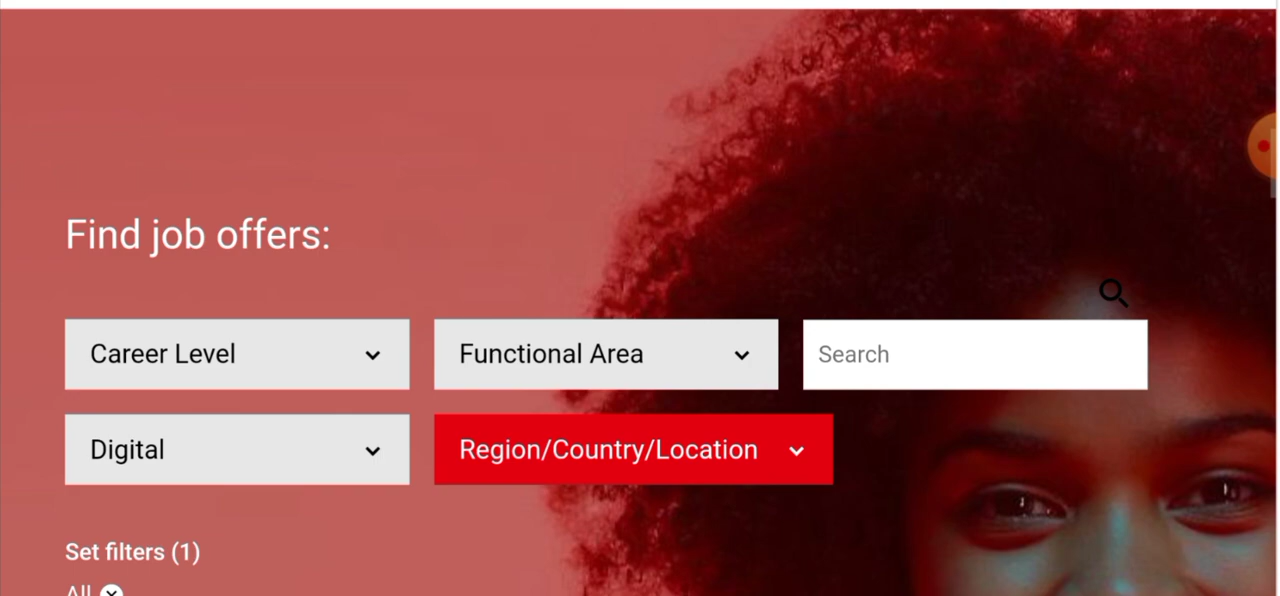 Find job offers:
Career Level
Functional Area
Search
Digital
Region/Country/Location
Set filters (1)
All